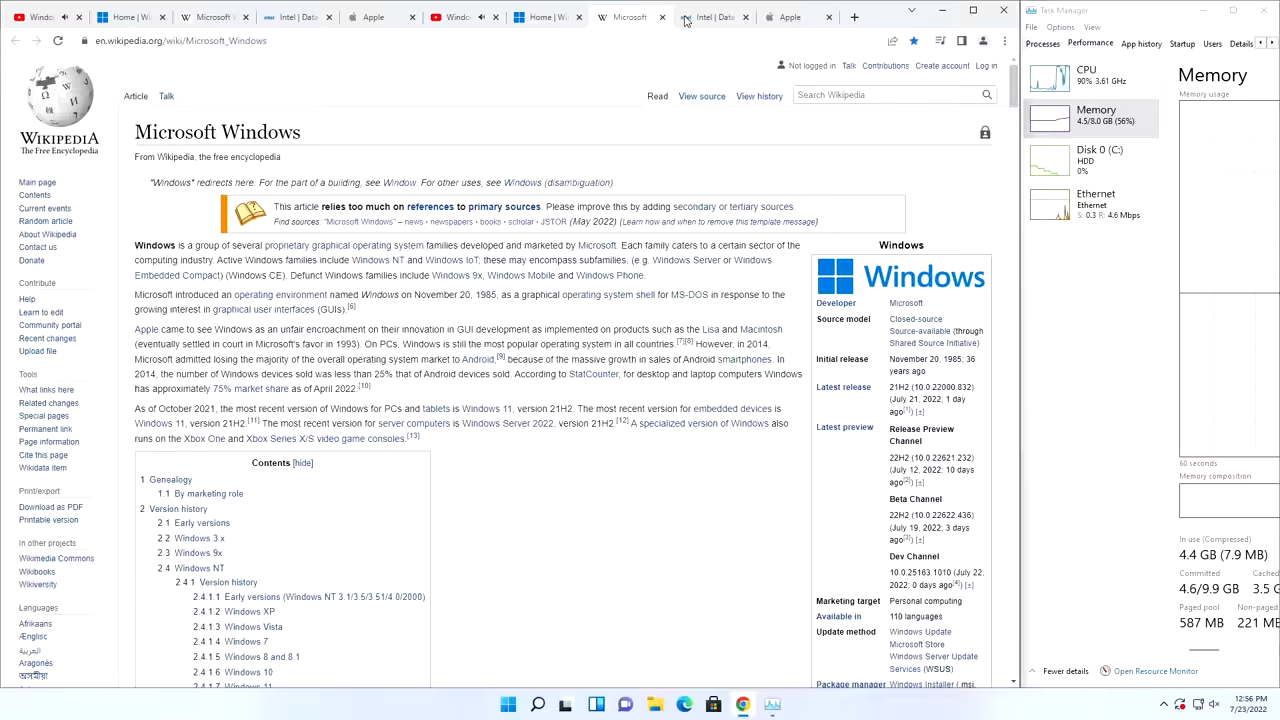 Windo
Home | Wi
Microsoft W
Intel | Data
Apple
Windo
Home | Win
Microsoft
Intel | Data
Apple
en.wikipedia.org/wiki/Microsoft_Windows
Not logged in Talk Contributions Create account Log in
Article Talk Read View source View history Search Wikipedia
WIKIPEDIA
The Free Encyclopedia
Main page
Contents
Current events
Random article
About Wikipedia
Contact us
Donate
Contribute
Help
Learn to edit
Community portal
Recent changes
Upload file
Tools
What links here
Related changes
Special pages
Permanent link
Page information
Cite this page
Wikidata item
Print/export
Download as PDF
Printable version
In other projects
Wikimedia Commons
Wikibooks
Wikiversity
Languages
Afrikaans
Ænglisc
العربية
Aragonés
অসমীয়া
Microsoft Windows
From Wikipedia, the free encyclopedia
"Windows" redirects here. For the part of a building, see Window. For other uses, see Windows (disambiguation).
This article relies too much on references to primary sources. Please improve this by adding secondary or tertiary sources.
Find sources: "Microsoft Windows" – news · newspapers · books · scholar · JSTOR (May 2022) (Learn how and when to remove this template message)
Windows is a group of several proprietary graphical operating system families developed and marketed by Microsoft. Each family caters to a certain sector of the
computing industry. Active Windows families include Windows NT and Windows IoT; these may encompass subfamilies, (e.g. Windows Server or Windows
Embedded Compact) (Windows CE). Defunct Windows families include Windows 9x, Windows Mobile and Windows Phone.
Microsoft introduced an operating environment named Windows on November 20, 1985, as a graphical operating system shell for MS-DOS in response to the
growing interest in graphical user interfaces (GUIs).[6]
Apple came to see Windows as an unfair encroachment on their innovation in GUI development as implemented on products such as the Lisa and Macintosh
(eventually settled in court in Microsoft's favor in 1993). On PCs, Windows is still the most popular operating system in all countries.[7][8] However, in 2014,
Microsoft admitted losing the majority of the overall operating system market to Android,[9] because of the massive growth in sales of Android smartphones. In
2014, the number of Windows devices sold was less than 25% that of Android devices sold. According to StatCounter, for desktop and laptop computers Windows
has approximately 75% market share as of April 2022.[10]
As of October 2021, the most recent version of Windows for PCs and tablets is Windows 11, version 21H2. The most recent version for embedded devices is
Windows 11, version 21H2.[11] The most recent version for server computers is Windows Server 2022, version 21H2.[12] A specialized version of Windows also
runs on the Xbox One and Xbox Series X/S video game consoles.[13]
Contents [hide]
1 Genealogy
1.1 By marketing role
2 Version history
2.1 Early versions
2.2 Windows 3.x
2.3 Windows 9x
2.4 Windows NT
2.4.1 Version history
2.4.1.1 Early versions (Windows NT 3.1/3.5/3.51/4.0/2000)
2.4.1.2 Windows XP
2.4.1.3 Windows Vista
2.4.1.4 Windows 7
2.4.1.5 Windows 8 and 8.1
2.4.1.6 Windows 10
2.4.1.7 Windows 11
Windows
Windows
Developer Microsoft
Source model Closed-source
Source-available (through
Shared Source Initiative)
Initial release November 20, 1985; 36
years ago
Latest release 21H2 (10.0.22000.832)
(July 21, 2022; 1 day
ago)[1] [±]
Latest preview Release Preview
Channel
22H2 (10.0.22621.232)
(July 12, 2022; 10 days
ago)[2] [±]
Beta Channel
22H2 (10.0.22622.436)
(July 19, 2022; 3 days
ago)[3] [±]
Dev Channel
10.0.25163.1010 (July 22,
2022; 0 days ago)[4] [±]
Marketing target Personal computing
Available in 110 languages
Update method Windows Update
Microsoft Store
Windows Server Update
Services (WSUS)
Package manager Windows Installer (.msi,
Task Manager
File Options View
Processes Performance App history Startup Users Details
CPU
90% 3.61 GHz
Memory
4.5/8.0 GB (56%)
Disk 0 (C:)
HDD
0%
Ethernet
Ethernet
S: 0.3 R: 4.6 Mbps
Memory
Memory usage
60 seconds
Memory composition
In use (Compressed)
4.4 GB (7.9 MB)
Committed Cached
4.6/9.9 GB 3.5 G
Paged pool Non-paged
587 MB 221 ME
Fewer details Open Resource Monitor
12:56 PM
7/23/2022